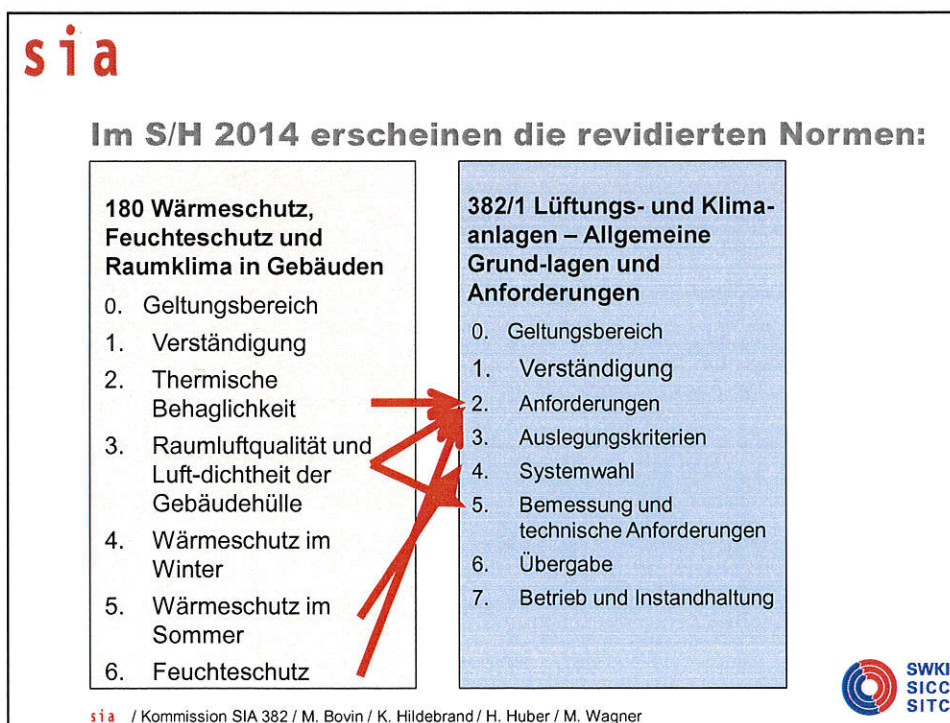 sia
Im S/H 2014 erscheinen die revidierten Normen:
180 Wärmeschutz,
Feuchteschutz und
Raumklima in Gebäuden
0. Geltungsbereich
1. Verständigung
2. Thermische
Behaglichkeit
3. Raumluftqualität und
Luft-dichtheit der
Gebäudehülle
4. Wärmeschutz im
Winter
5. Wärmeschutz im
Sommer
6. Feuchteschutz
382/1 Lüftungs- und Klima-
anlagen – Allgemeine
Grund-lagen und
Anforderungen
0. Geltungsbereich
1. Verständigung
2. Anforderungen
3. Auslegungskriterien
4. Systemwahl
5. Bemessung und
technische Anforderungen
6. Übergabe
7. Betrieb und Instandhaltung
sia / Kommission SIA 382 / M. Bovin / K. Hildebrand / H. Huber / M. Wagner
SWKI
SICC
SITC